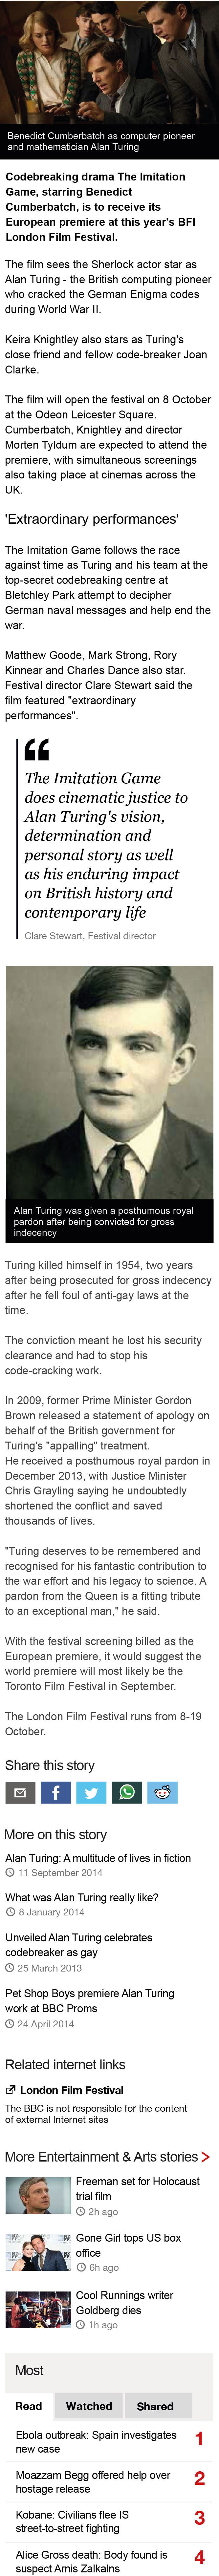 Benedict Cumberbatch as computer pioneer
and mathematician Alan Turing
Codebreaking drama The Imitation
Game, starring Benedict
Cumberbatch, is to receive its
European premiere at this year's BFI
London Film Festival.
The film sees the Sherlock actor star as
Alan Turing - the British computing pioneer
who cracked the German Enigma codes
during World War II.
Keira Knightley also stars as Turing's
close friend and fellow code-breaker Joan
Clarke.
The film will open the festival on 8 October
at the Odeon Leicester Square.
Cumberbatch, Knightley and director
Morten Tyldum are expected to attend the
premiere, with simultaneous screenings
also taking place at cinemas across the
UK.
'Extraordinary performances'
The Imitation Game follows the race
against time as Turing and his team at the
top-secret codebreaking centre at
Bletchley Park attempt to decipher
German naval messages and help end the
war.
Matthew Goode, Mark Strong, Rory
Kinnear and Charles Dance also star.
Festival director Clare Stewart said the
film featured "extraordinary
performances".
The Imitation Game
does cinematic justice to
Alan Turing's vision,
determination and
personal story as well
as his enduring impact
on British history and
contemporary life
Clare Stewart, Festival director
Alan Turing was given a posthumous royal
pardon after being convicted for gross
indecency
Turing killed himself in 1954, two years
after being prosecuted for gross indecency
after he fell foul of anti-gay laws at the
time.
The conviction meant he lost his security
clearance and had to stop his
code-cracking work.
In 2009, former Prime Minister Gordon
Brown released a statement of apology on
behalf of the British government for
Turing's "appalling" treatment.
He received a posthumous royal pardon in
December 2013, with Justice Minister
Chris Grayling saying he undoubtedly
shortened the conflict and saved
thousands of lives.
"Turing deserves to be remembered and
recognised for his fantastic contribution to
the war effort and his legacy to science. A
pardon from the Queen is a fitting tribute
to an exceptional man," he said.
With the festival screening billed as the
European premiere, it would suggest the
world premiere will most likely be the
Toronto Film Festival in September.
The London Film Festival runs from 8-19
October.
Share this story
More on this story
Alan Turing: A multitude of lives in fiction
11 September 2014
What was Alan Turing really like?
8 January 2014
Unveiled Alan Turing celebrates
codebreaker as gay
25 March 2013
Pet Shop Boys premiere Alan Turing
work at BBC Proms
24 April 2014
Related internet links
London Film Festival
The BBC is not responsible for the content
of external Internet sites
More Entertainment & Arts stories
Freeman set for Holocaust
trial film
2h ago
Gone Girl tops US box
office
6h ago
Cool Runnings writer
Goldberg dies
1h ago
Most
Read Watched Shared
Ebola outbreak: Spain investigates 1
new case
Moazzam Begg offered help over 2
hostage release
Kobane: Civilians flee IS 3
street-to-street fighting
Alice Gross death: Body found is 4
suspect Arnis Zalkalns